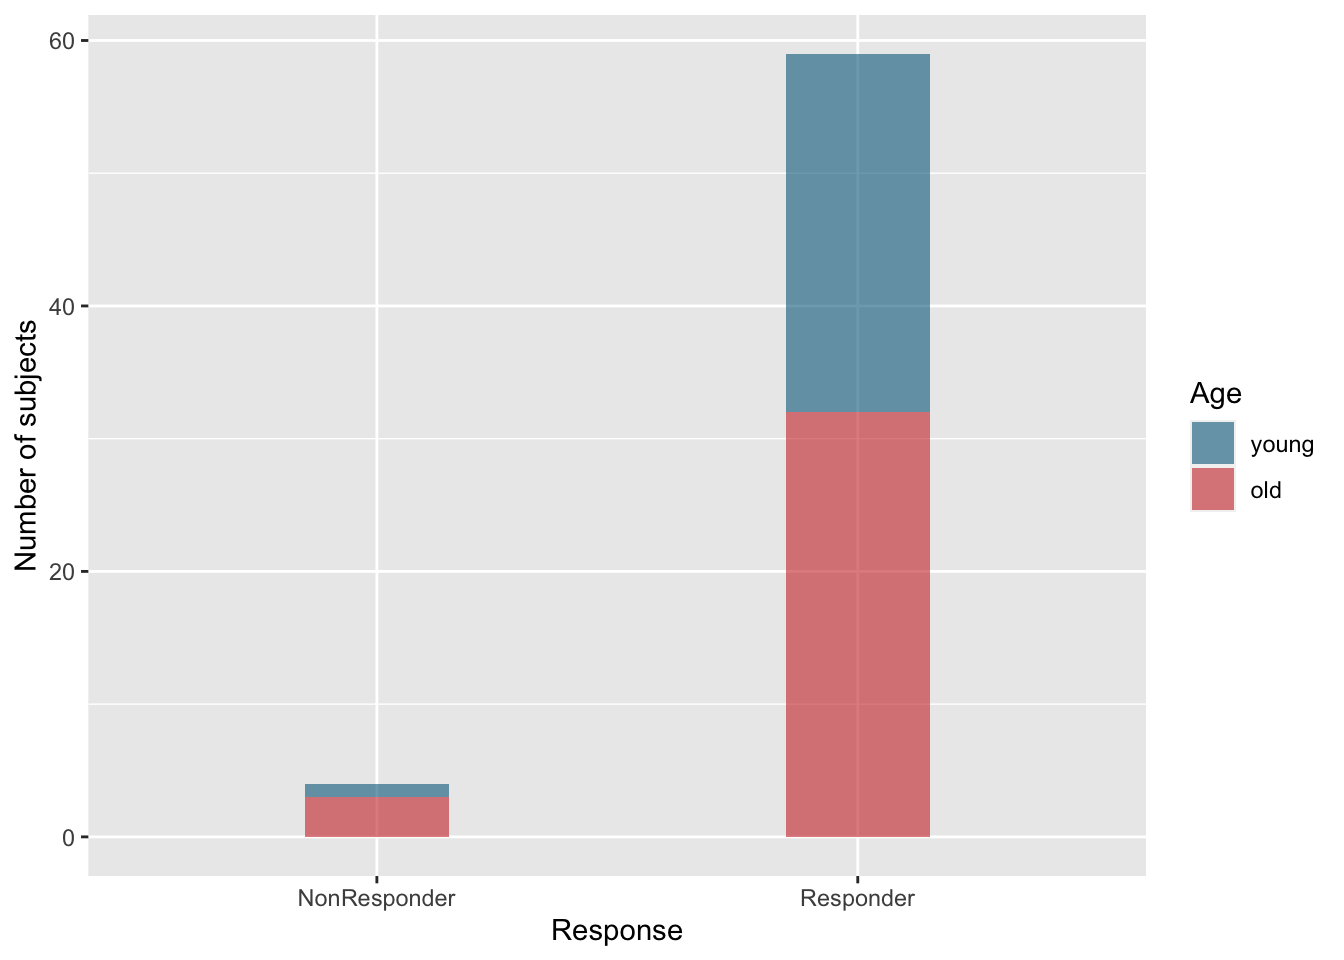 Number of subjects
60
40
20
0
NonResponder
Responder
Response
Age
young
old